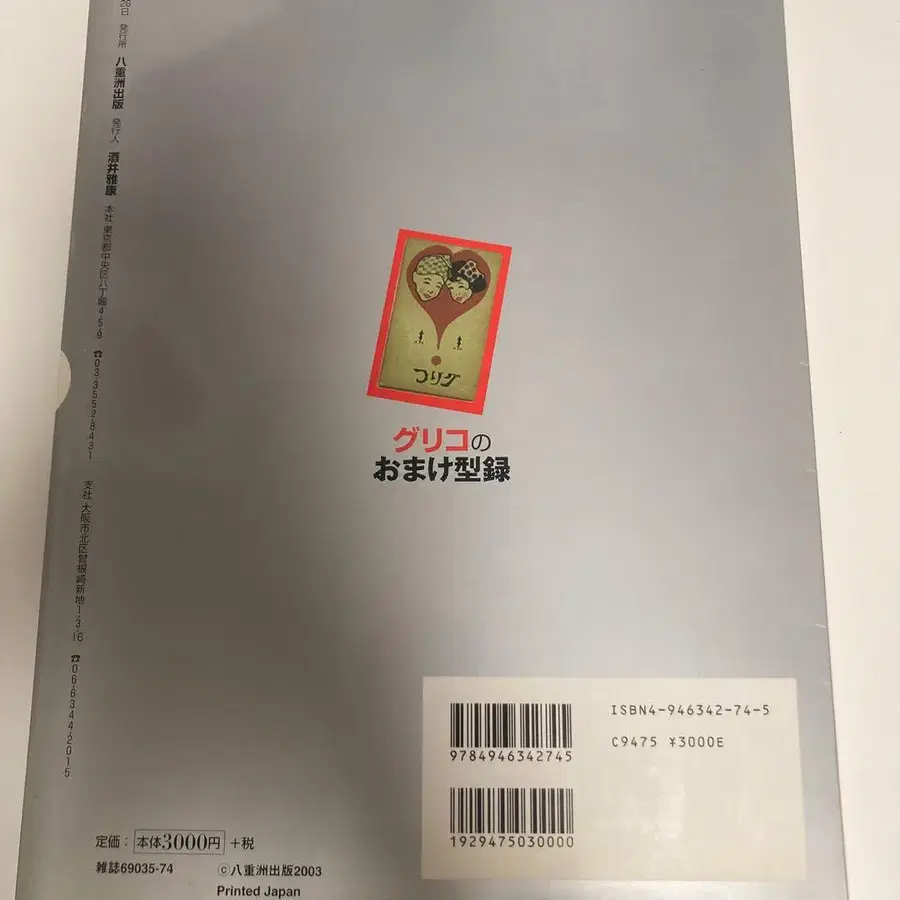 26日 発行所 八重洲出版 発行人 酒井雅康 本社 東京都中央区八丁堀4-5-9 ☎03.3552.8431 支社 大阪市北区曽根崎新地1.3.16 ☎06.6344.2015
コリグ
グリコの
おまけ型録
ISBN4-946342-74-5
C9475 ¥3000E
9784946342745
1929475030000
定価: 本体3000円 +税
雑誌69035-74
©八重洲出版2003
Printed Japan